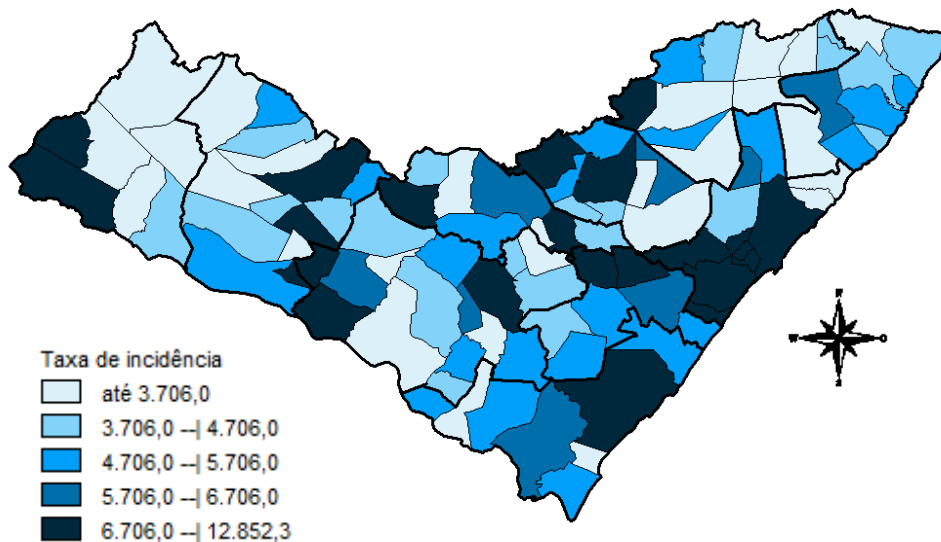 Taxa de incidência
até 3.706,0
3.706,0 --| 4.706,0
4.706,0 --| 5.706,0
5.706,0 --| 6.706,0
6.706,0 --| 12.852,3